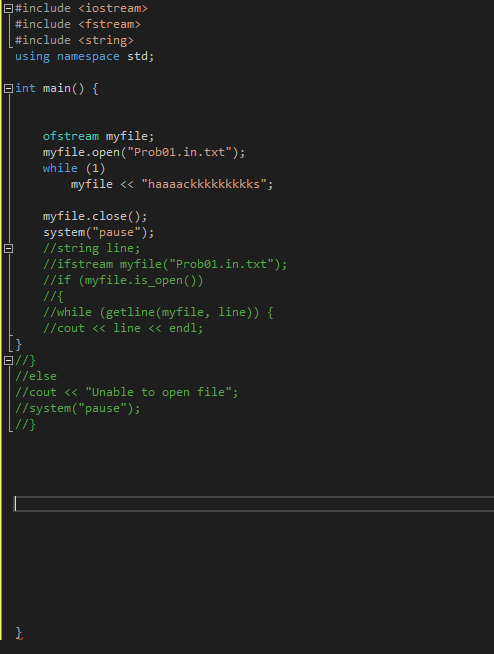 #include <iostream>
#include <fstream>
#include <string>
using namespace std;
int main() {
ofstream myfile;
myfile.open("Prob01.in.txt");
while (1)
myfile << "haaaackkkkkkkkkks";
myfile.close();
system("pause");
//string line;
//ifstream myfile("Prob01.in.txt");
//if (myfile.is_open())
//{
//while (getline(myfile, line)) {
//cout << line << endl;
}
//}
//else
//cout << "Unable to open file";
//system("pause");
//}
}